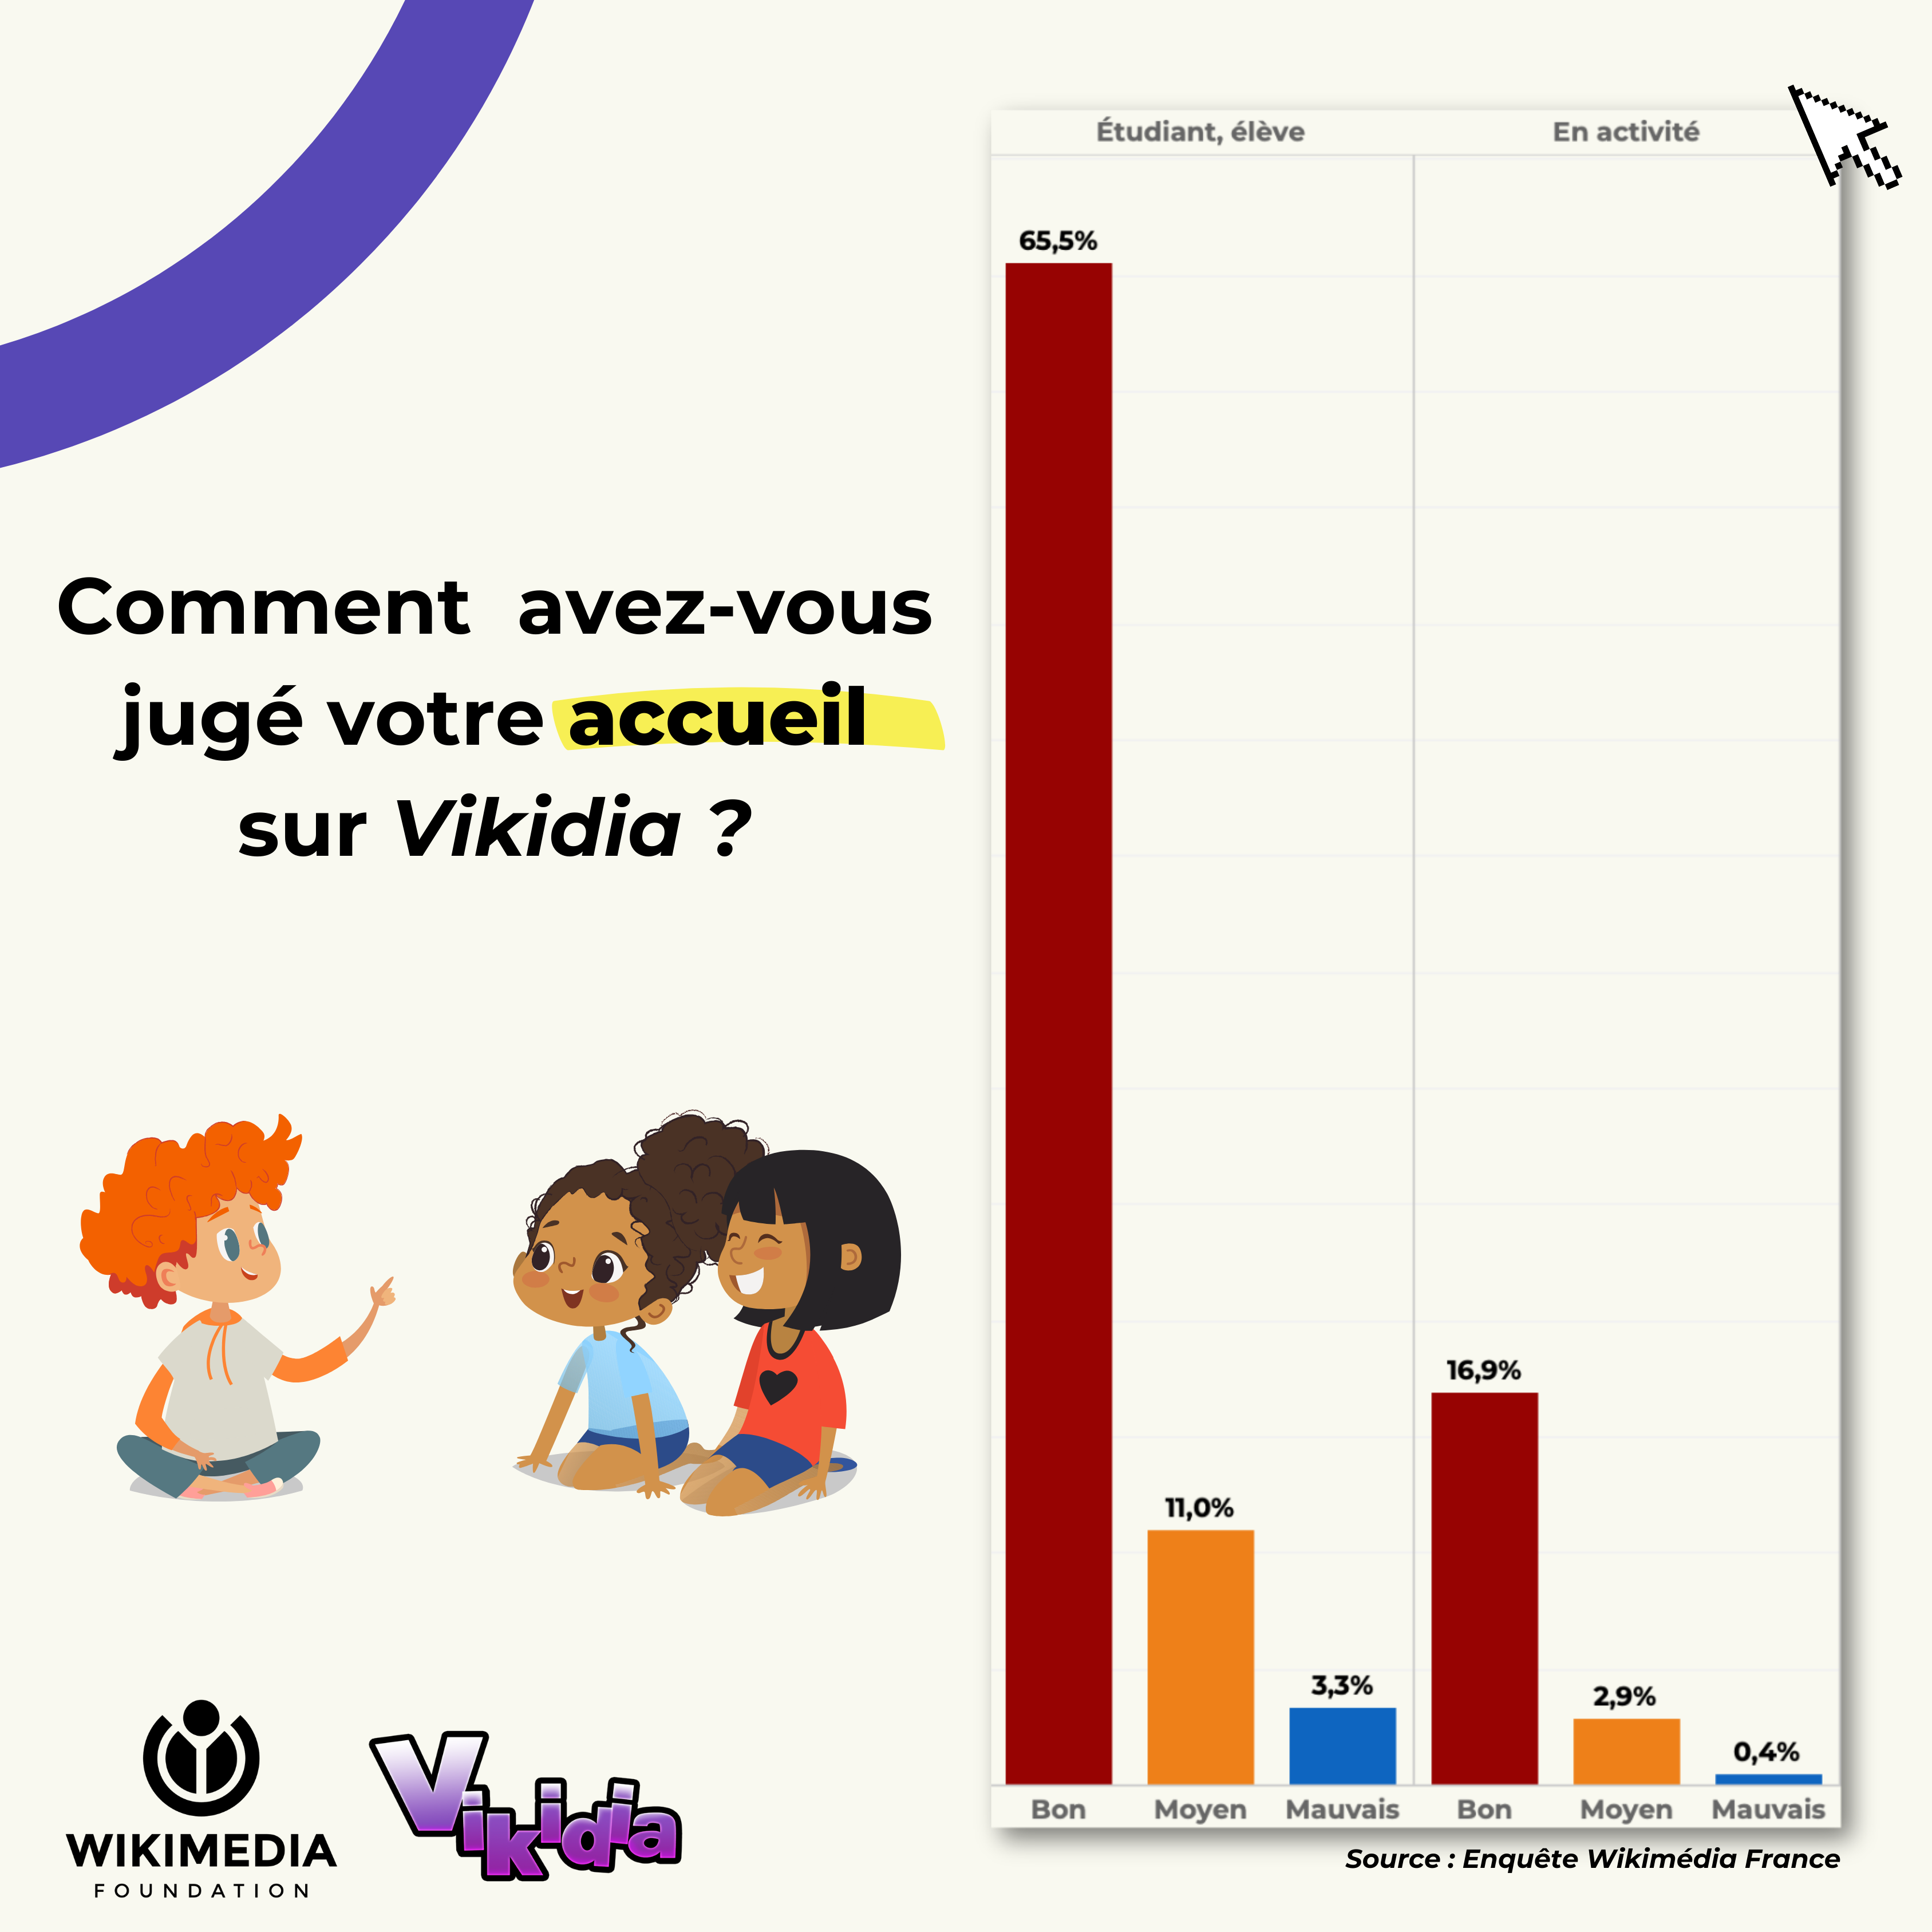 Comment avez-vous
jugé votre accueil
sur Vikidia ?
Étudiant, élève
En activité
65,5%
11,0%
3,3%
16,9%
2,9%
0,4%
Bon
Moyen
Mauvais
Bon
Moyen
Mauvais
Source : Enquête Wikimédia France
WIKIMEDIA
FOUNDATION
Vikidia